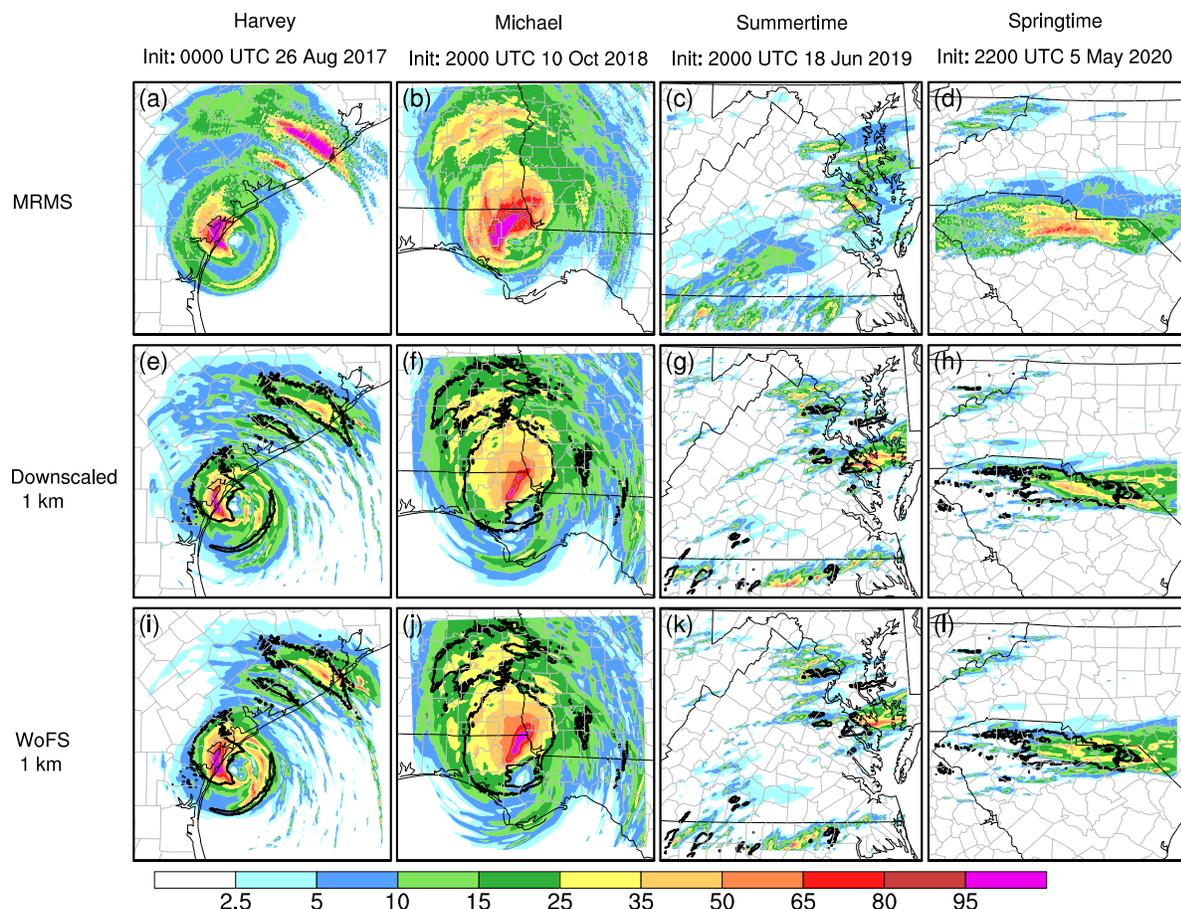 Harvey Michael Summertime Springtime
Init: 0000 UTC 26 Aug 2017 Init: 2000 UTC 10 Oct 2018 Init: 2000 UTC 18 Jun 2019 Init: 2200 UTC 5 May 2020
(a) (b) (c) (d)
MRMS
(e) (f) (g) (h)
Downscaled
1 km
(i) (j) (k) (l)
WoFS
1 km
2.5 5 10 15 25 35 50 65 80 95